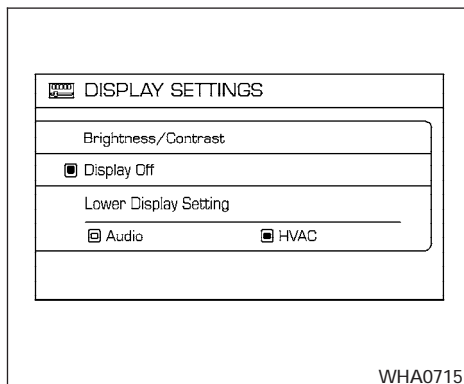 DISPLAY SETTINGS
Brightness/Contrast
Display Off
Lower Display Setting
Audio HVAC
WHA0715